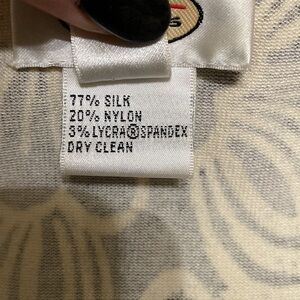 77% SILK
20% NYLON
3% LYCRA®SPANDEX
DRY CLEAN